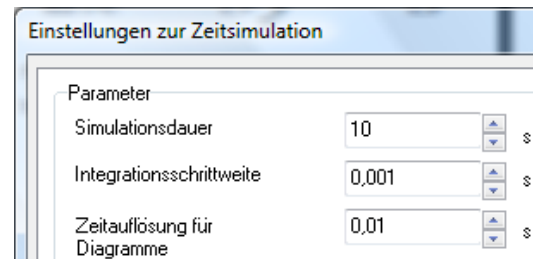 Einstellungen zur Zeitsimulation
Parameter
Simulationsdauer 10 s
Integrationsschrittweite 0,001 s
Zeitauflösung für
Diagramme 0,01 s